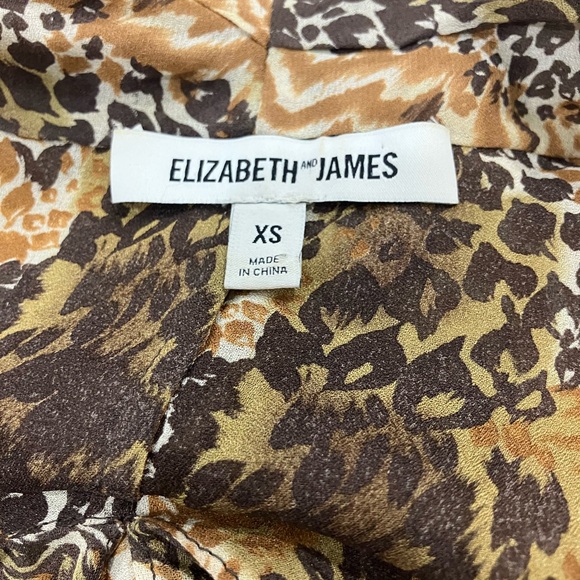 ELIZABETH AND JAMES
XS
MADE
IN CHINA